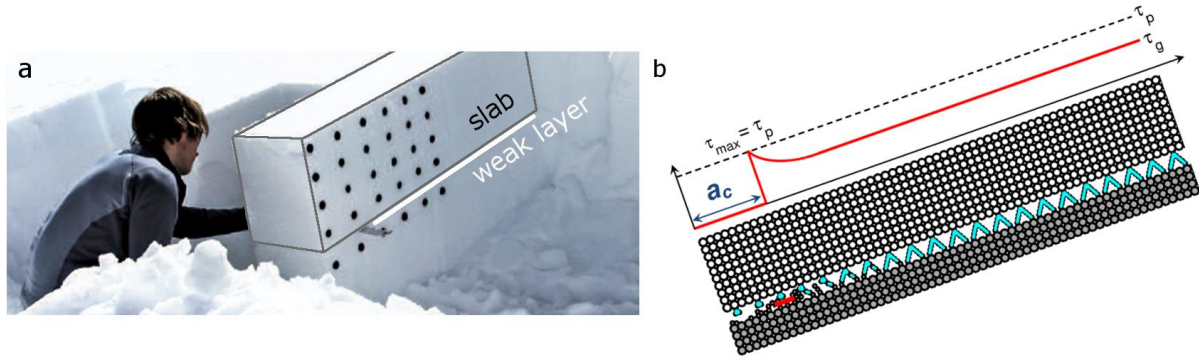 a
slab
weak layer
b
τp
τg
τmax = τp
ac